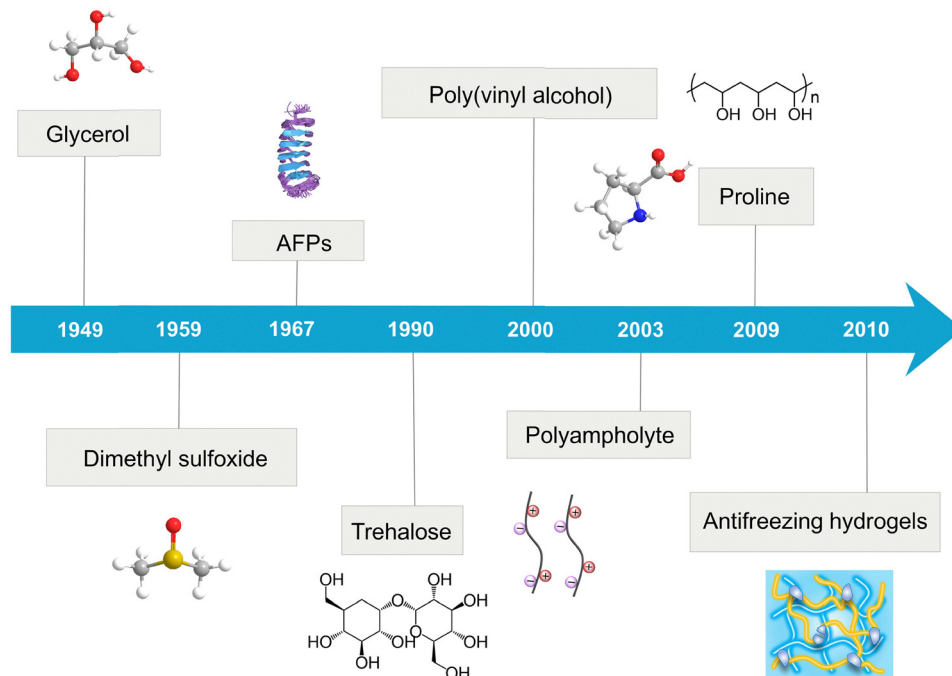 Glycerol
AFPs
Poly(vinyl alcohol)
( OH OH OH )n
Proline
1949 1959 1967 1990 2000 2003 2009 2010
Dimethyl sulfoxide
Trehalose
Polyampholyte
Antifreezing hydrogels
OH
HO
HO
OH
OH
O
OH
OH
O
OH
OH
+
−
+
−
+
−
+
−